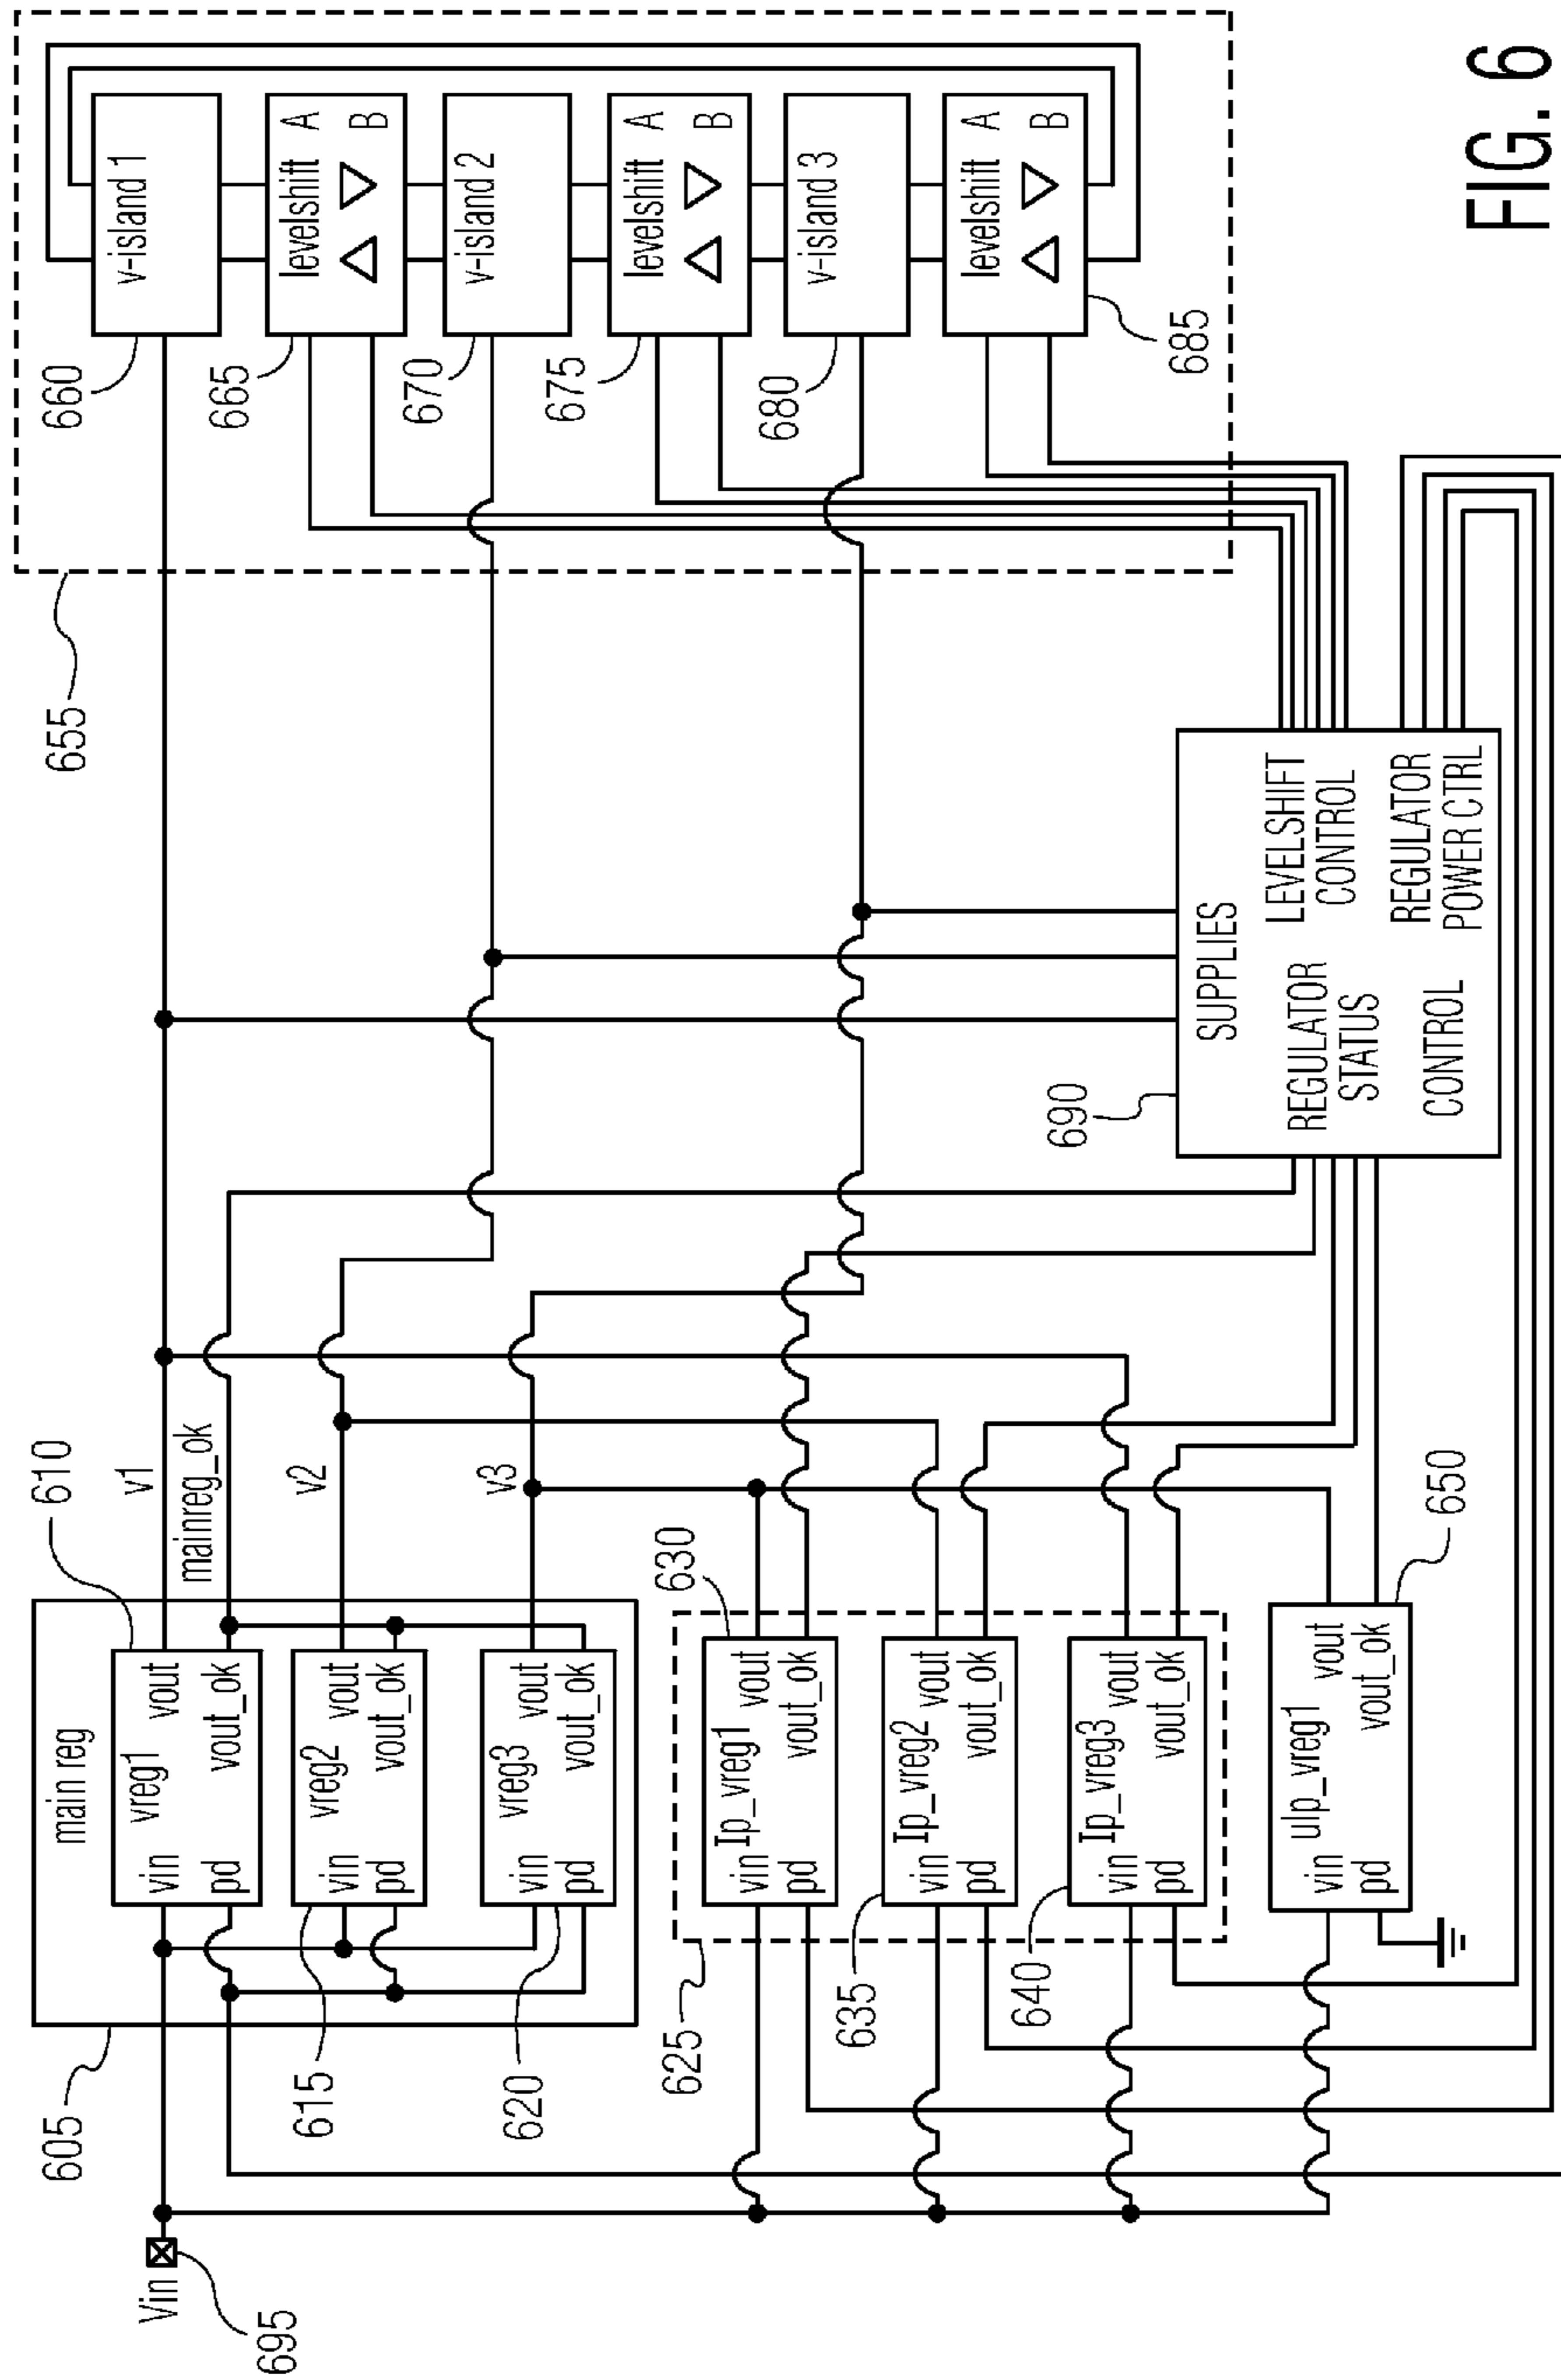 Vin
695
605
main reg
610
vreg1
vin
vout
pd
vout_ok
v1
mainreg_ok
615
vreg2
vin
vout
pd
vout_ok
v2
620
vreg3
vin
vout
pd
vout_ok
v3
625
630
Ip_vreg1
vin
vout
pd
vout_ok
635
Ip_vreg2
vin
vout
pd
vout_ok
640
Ip_vreg3
vin
vout
pd
vout_ok
650
ulp_vreg1
vin
vout
pd
vout_ok
690
SUPPLIES
REGULATOR
STATUS
LEVELSHIFT
CONTROL
CONTROL
REGULATOR
POWER CTRL
655
660
v-island 1
665
levelshift A
B
670
v-island 2
675
levelshift A
B
680
v-island 3
685
levelshift A
B
FIG. 6